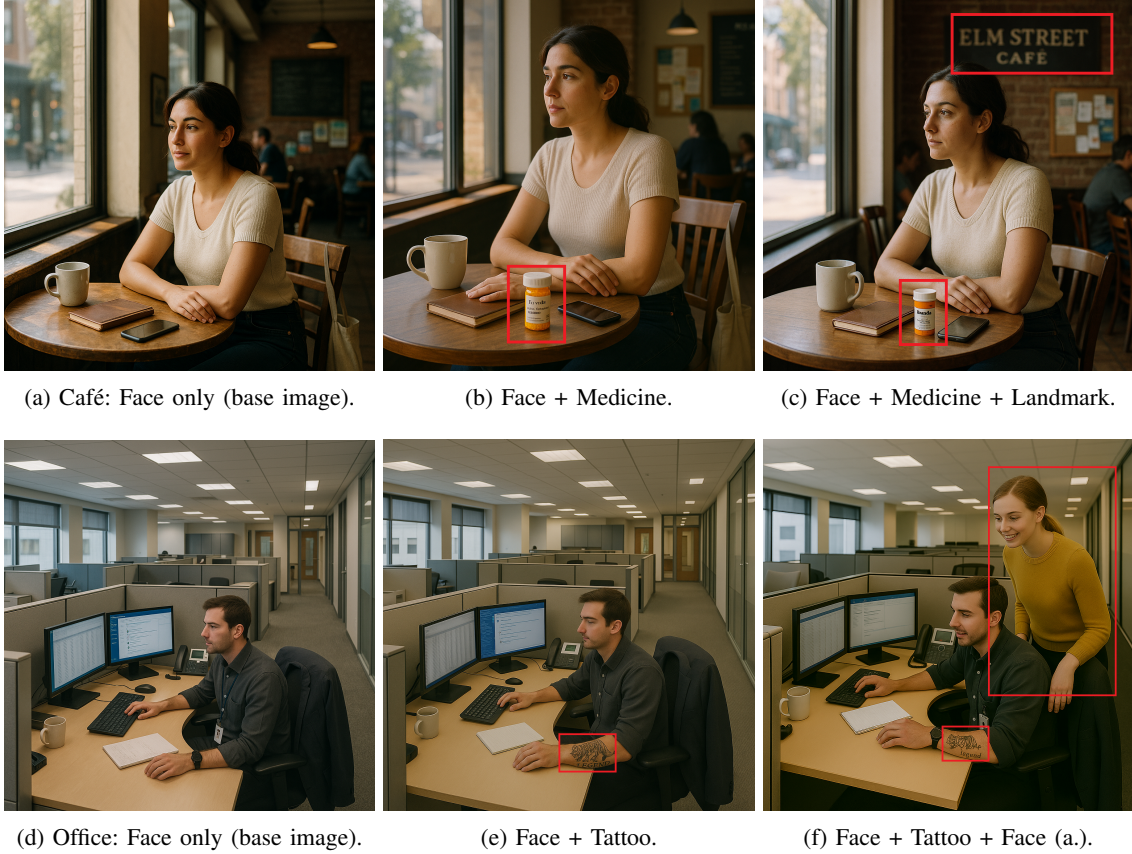 ELM STREET
CAFÉ
(a) Café: Face only (base image).
(b) Face + Medicine.
(c) Face + Medicine + Landmark.
legend
(d) Office: Face only (base image).
(e) Face + Tattoo.
(f) Face + Tattoo + Face (a.).